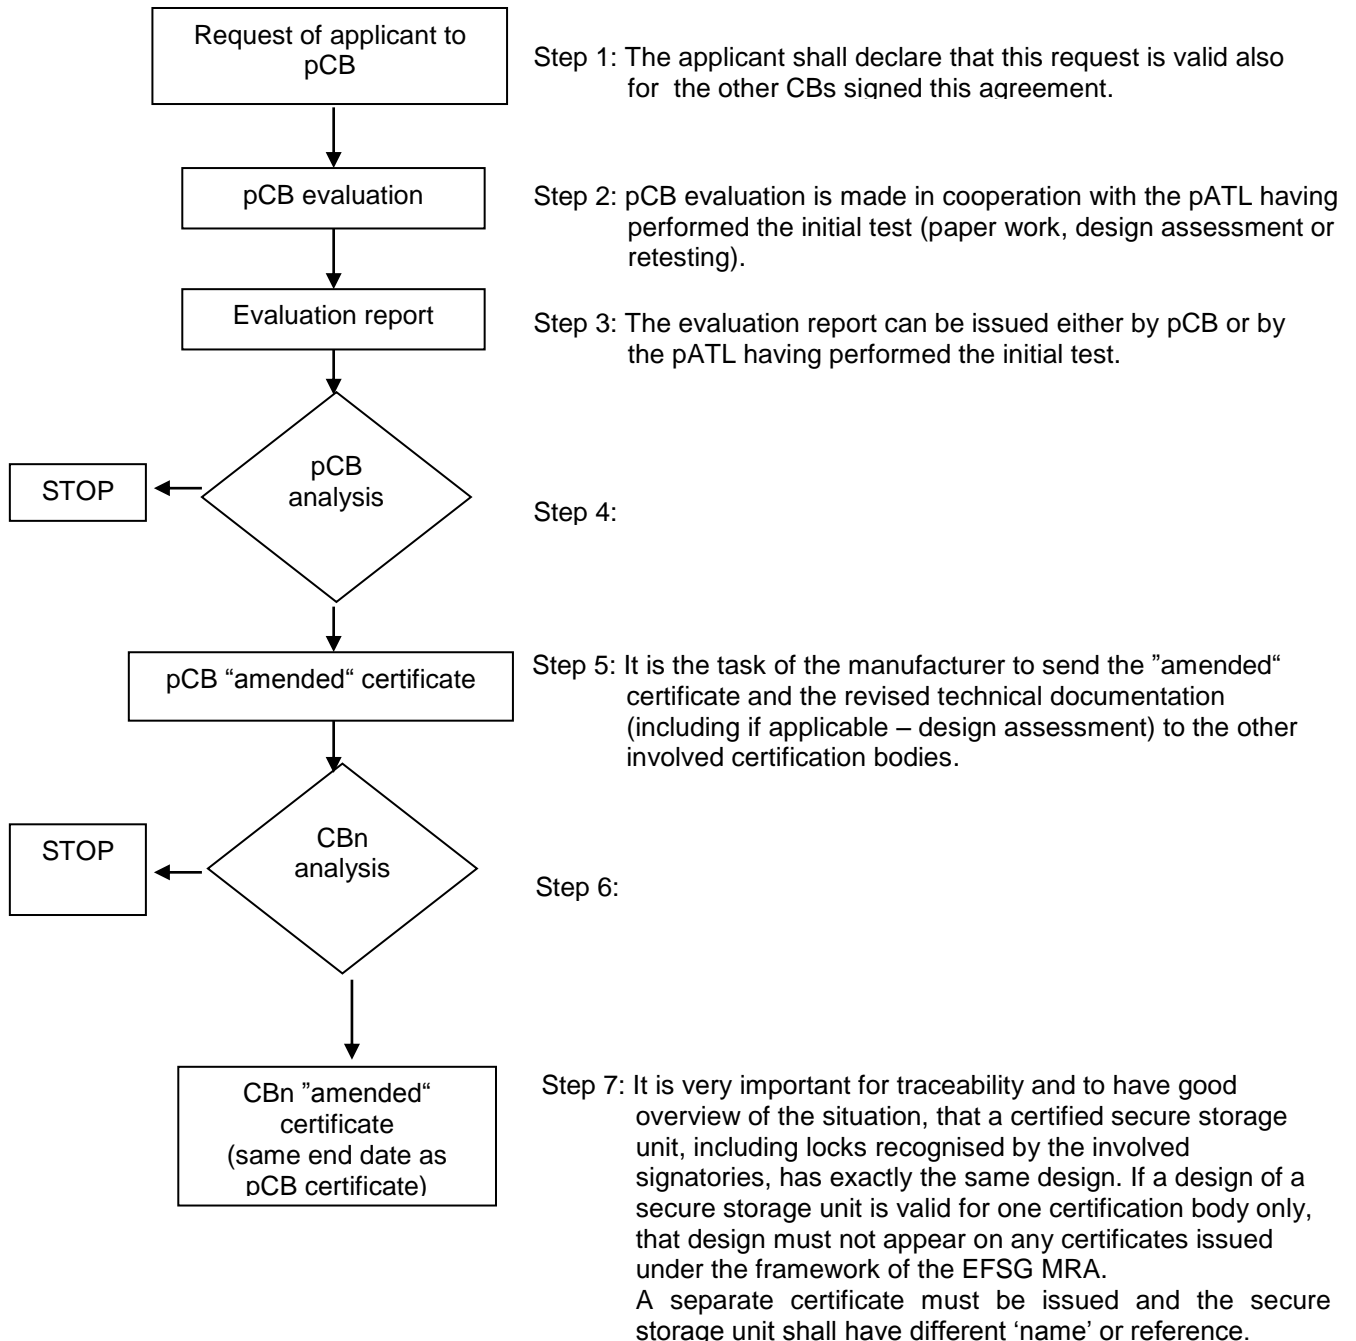 Request of applicant to
pCB
Step 1: The applicant shall declare that this request is valid also
for the other CBs signed this agreement.
pCB evaluation
Step 2: pCB evaluation is made in cooperation with the pATL having
performed the initial test (paper work, design assessment or
retesting).
Evaluation report
Step 3: The evaluation report can be issued either by pCB or by
the pATL having performed the initial test.
pCB
analysis
STOP
Step 4:
pCB “amended“ certificate
Step 5: It is the task of the manufacturer to send the ”amended“
certificate and the revised technical documentation
(including if applicable – design assessment) to the other
involved certification bodies.
CBn
analysis
STOP
Step 6:
CBn ”amended“
certificate
(same end date as
pCB certificate)
Step 7: It is very important for traceability and to have good
overview of the situation, that a certified secure storage
unit, including locks recognised by the involved
signatories, has exactly the same design. If a design of a
secure storage unit is valid for one certification body only,
that design must not appear on any certificates issued
under the framework of the EFSG MRA.
A separate certificate must be issued and the secure
storage unit shall have different ‘name’ or reference.